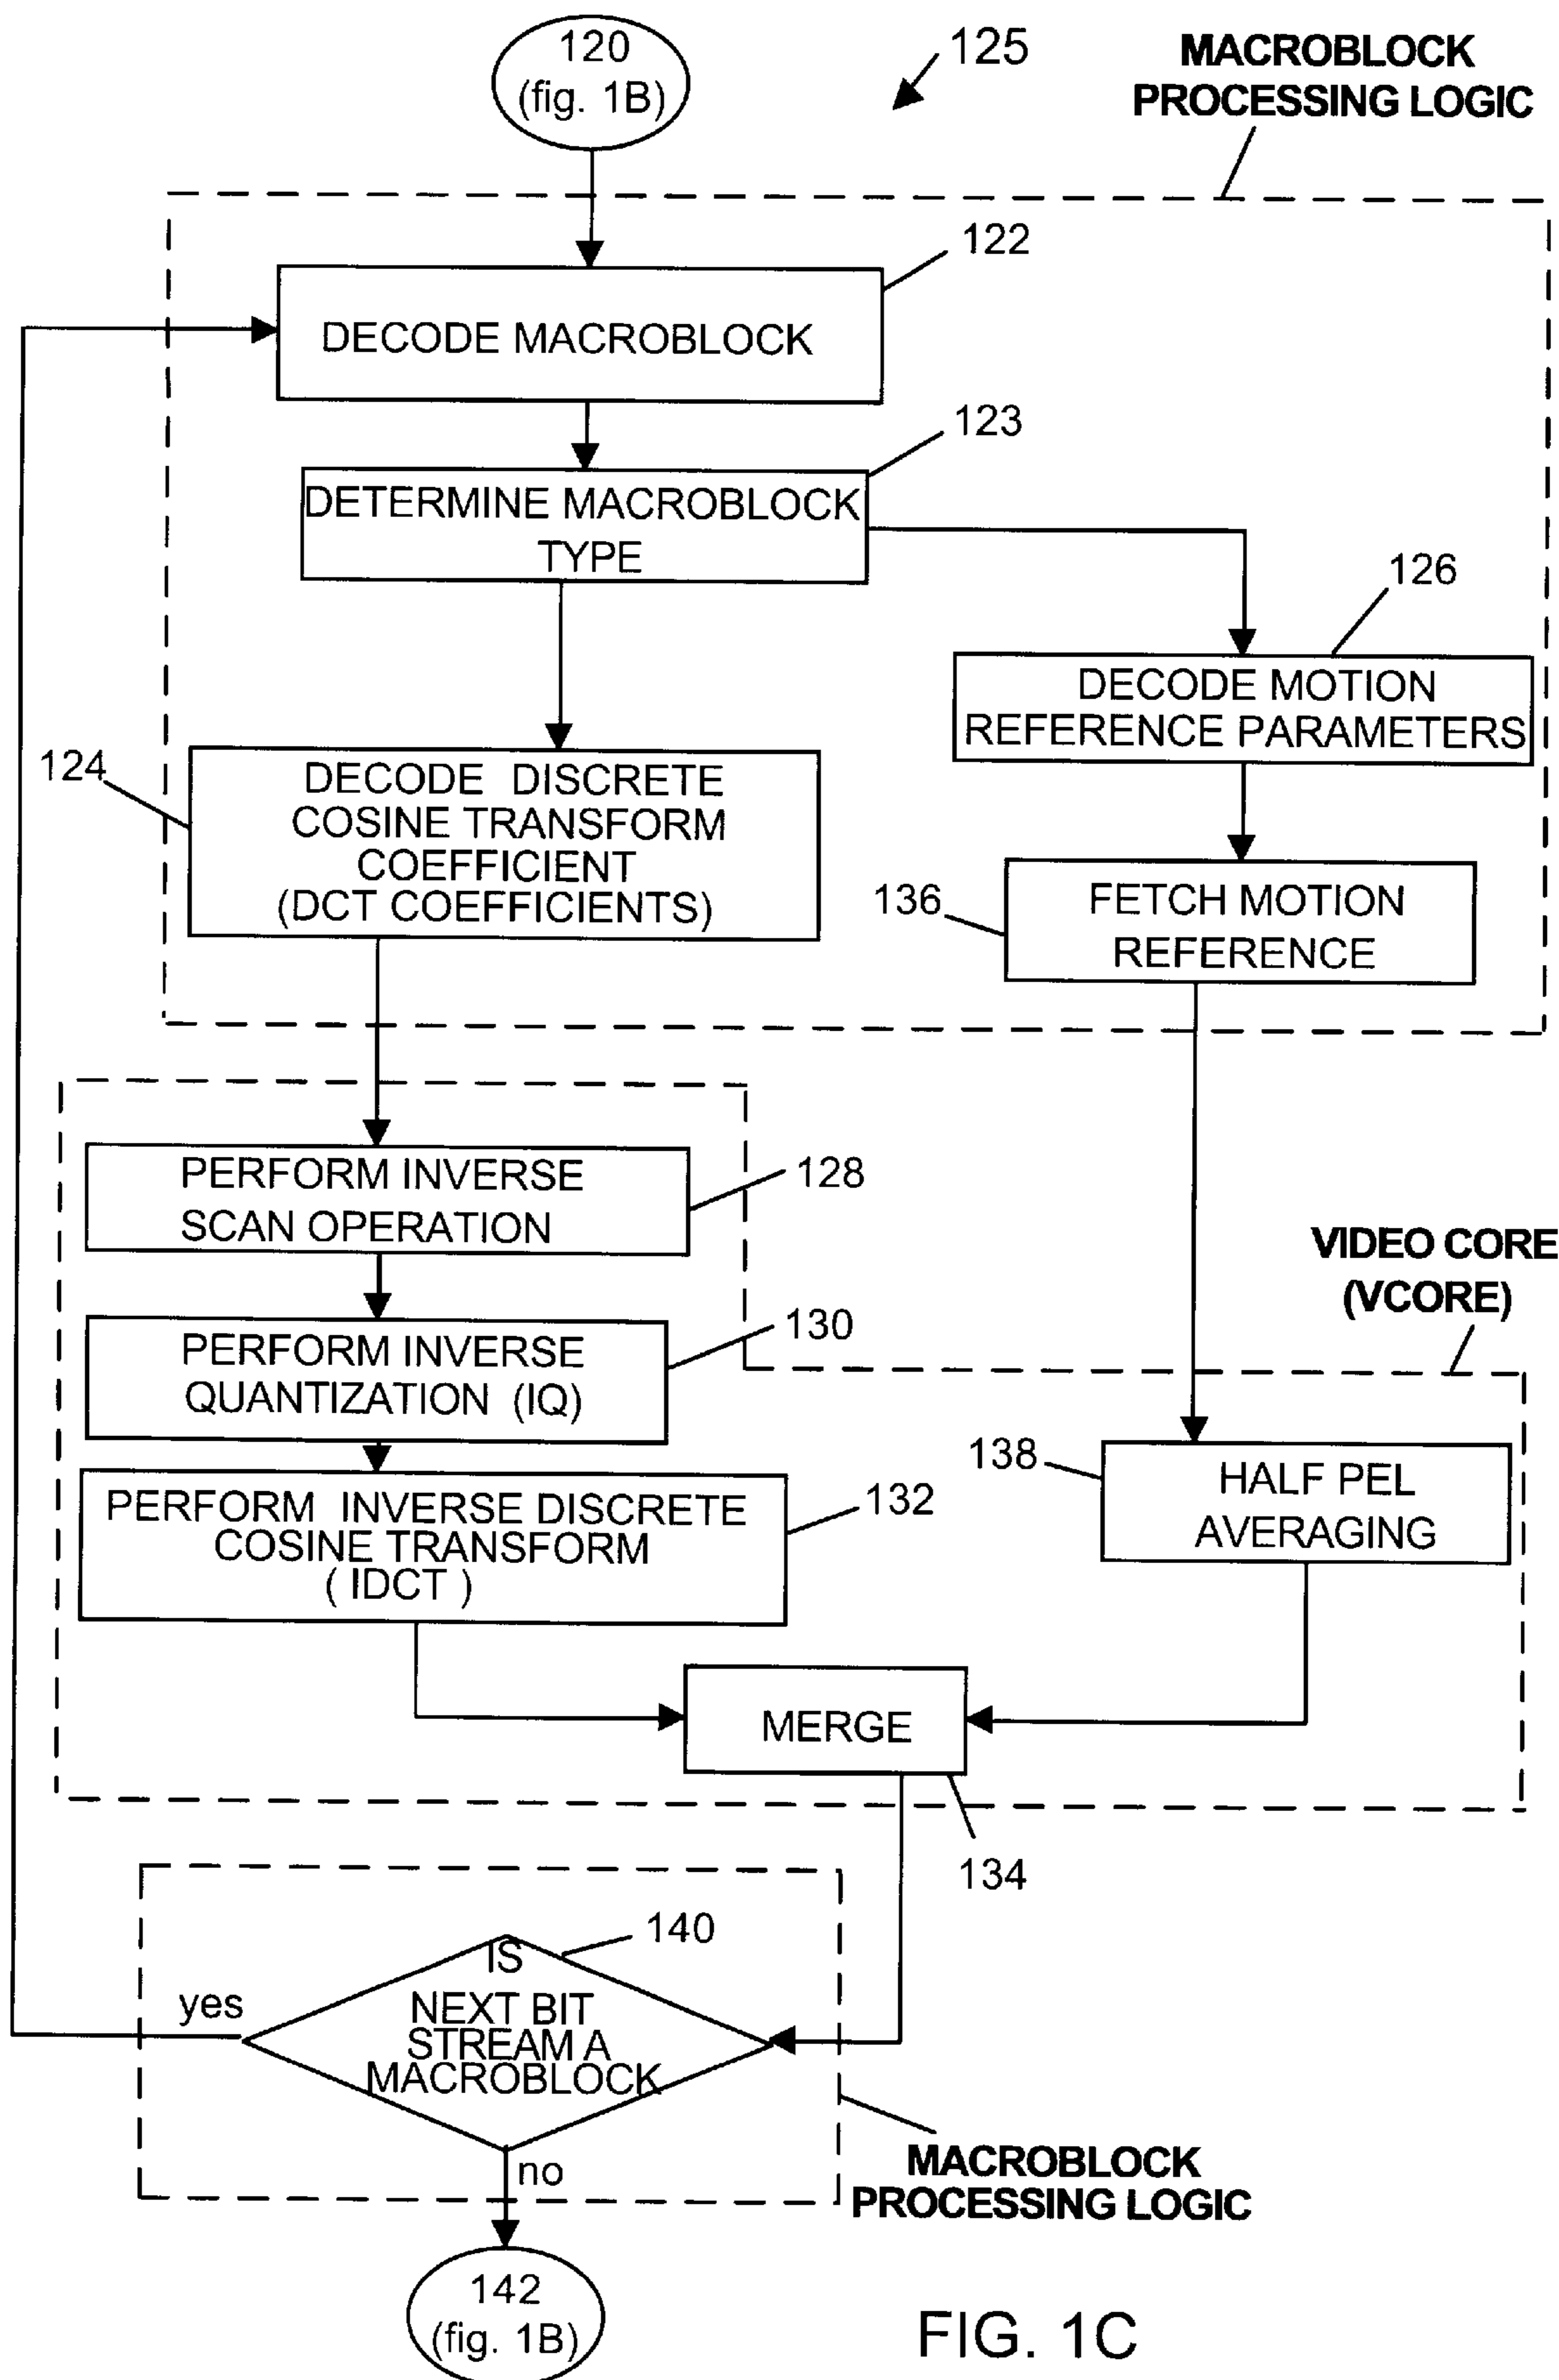 120
(fig. 1B)
125
MACROBLOCK
PROCESSING LOGIC
122
DECODE MACROBLOCK
123
DETERMINE MACROBLOCK
TYPE
126
DECODE MOTION
REFERENCE PARAMETERS
124
DECODE DISCRETE
COSINE TRANSFORM
COEFFICIENT
(DCT COEFFICIENTS)
136
FETCH MOTION
REFERENCE
PERFORM INVERSE
SCAN OPERATION
128
VIDEO CORE
(VCORE)
PERFORM INVERSE
QUANTIZATION (IQ)
130
138
HALF PEL
AVERAGING
PERFORM INVERSE DISCRETE
COSINE TRANSFORM
( IDCT )
132
MERGE
134
140
IS
NEXT BIT
STREAM A
MACROBLOCK
yes
no
MACROBLOCK
PROCESSING LOGIC
142
(fig. 1B)
FIG. 1C